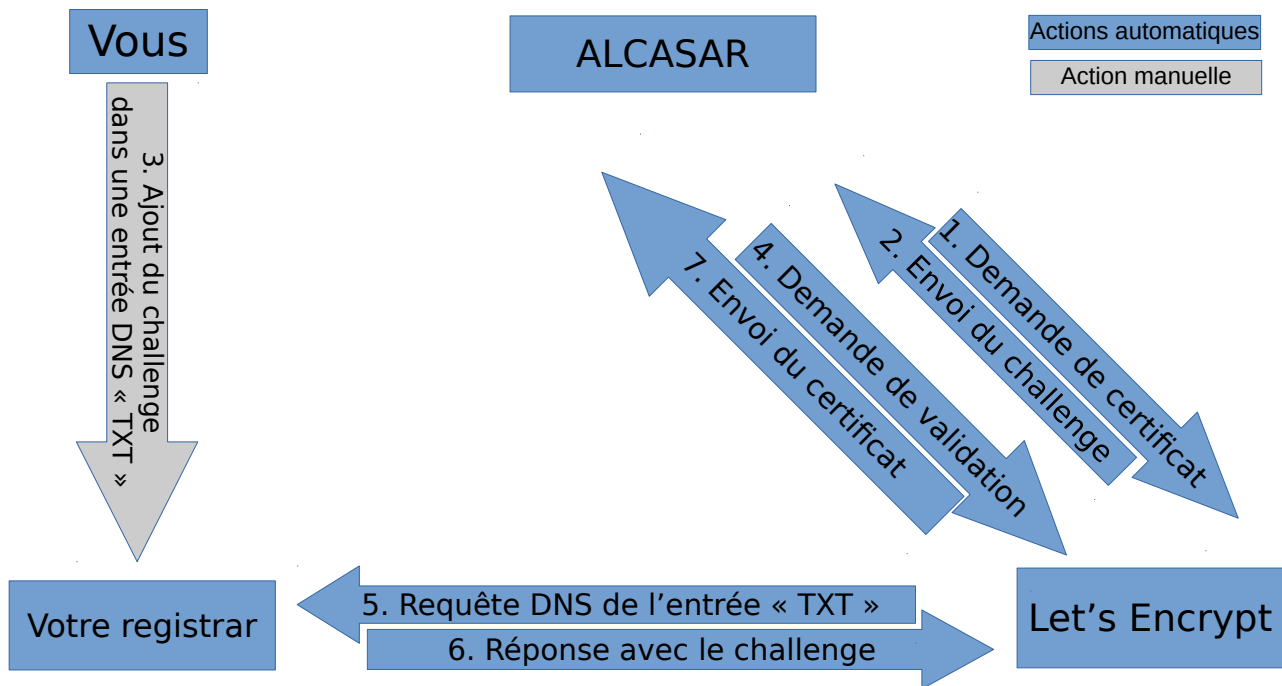 Vous
ALCASAR
Actions automatiques
Action manuelle
3. Ajout du challenge
dans une entrée DNS « TXT »
1. Demande de certificat
2. Envoi du challenge
4. Demande de validation
7. Envoi du certificat
Votre registrar
5. Requête DNS de l’entrée « TXT »
6. Réponse avec le challenge
Let’s Encrypt